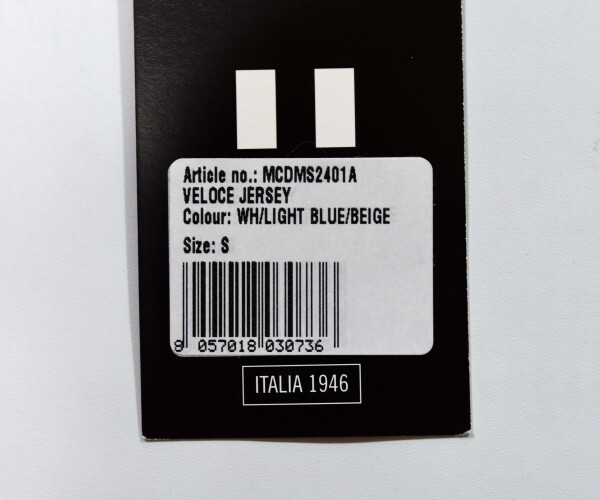 Article no.: MCDMS2401A
VELOCE JERSEY
Colour: WH/LIGHT BLUE/BEIGE
Size: S
8 057018 030736
ITALIA 1946